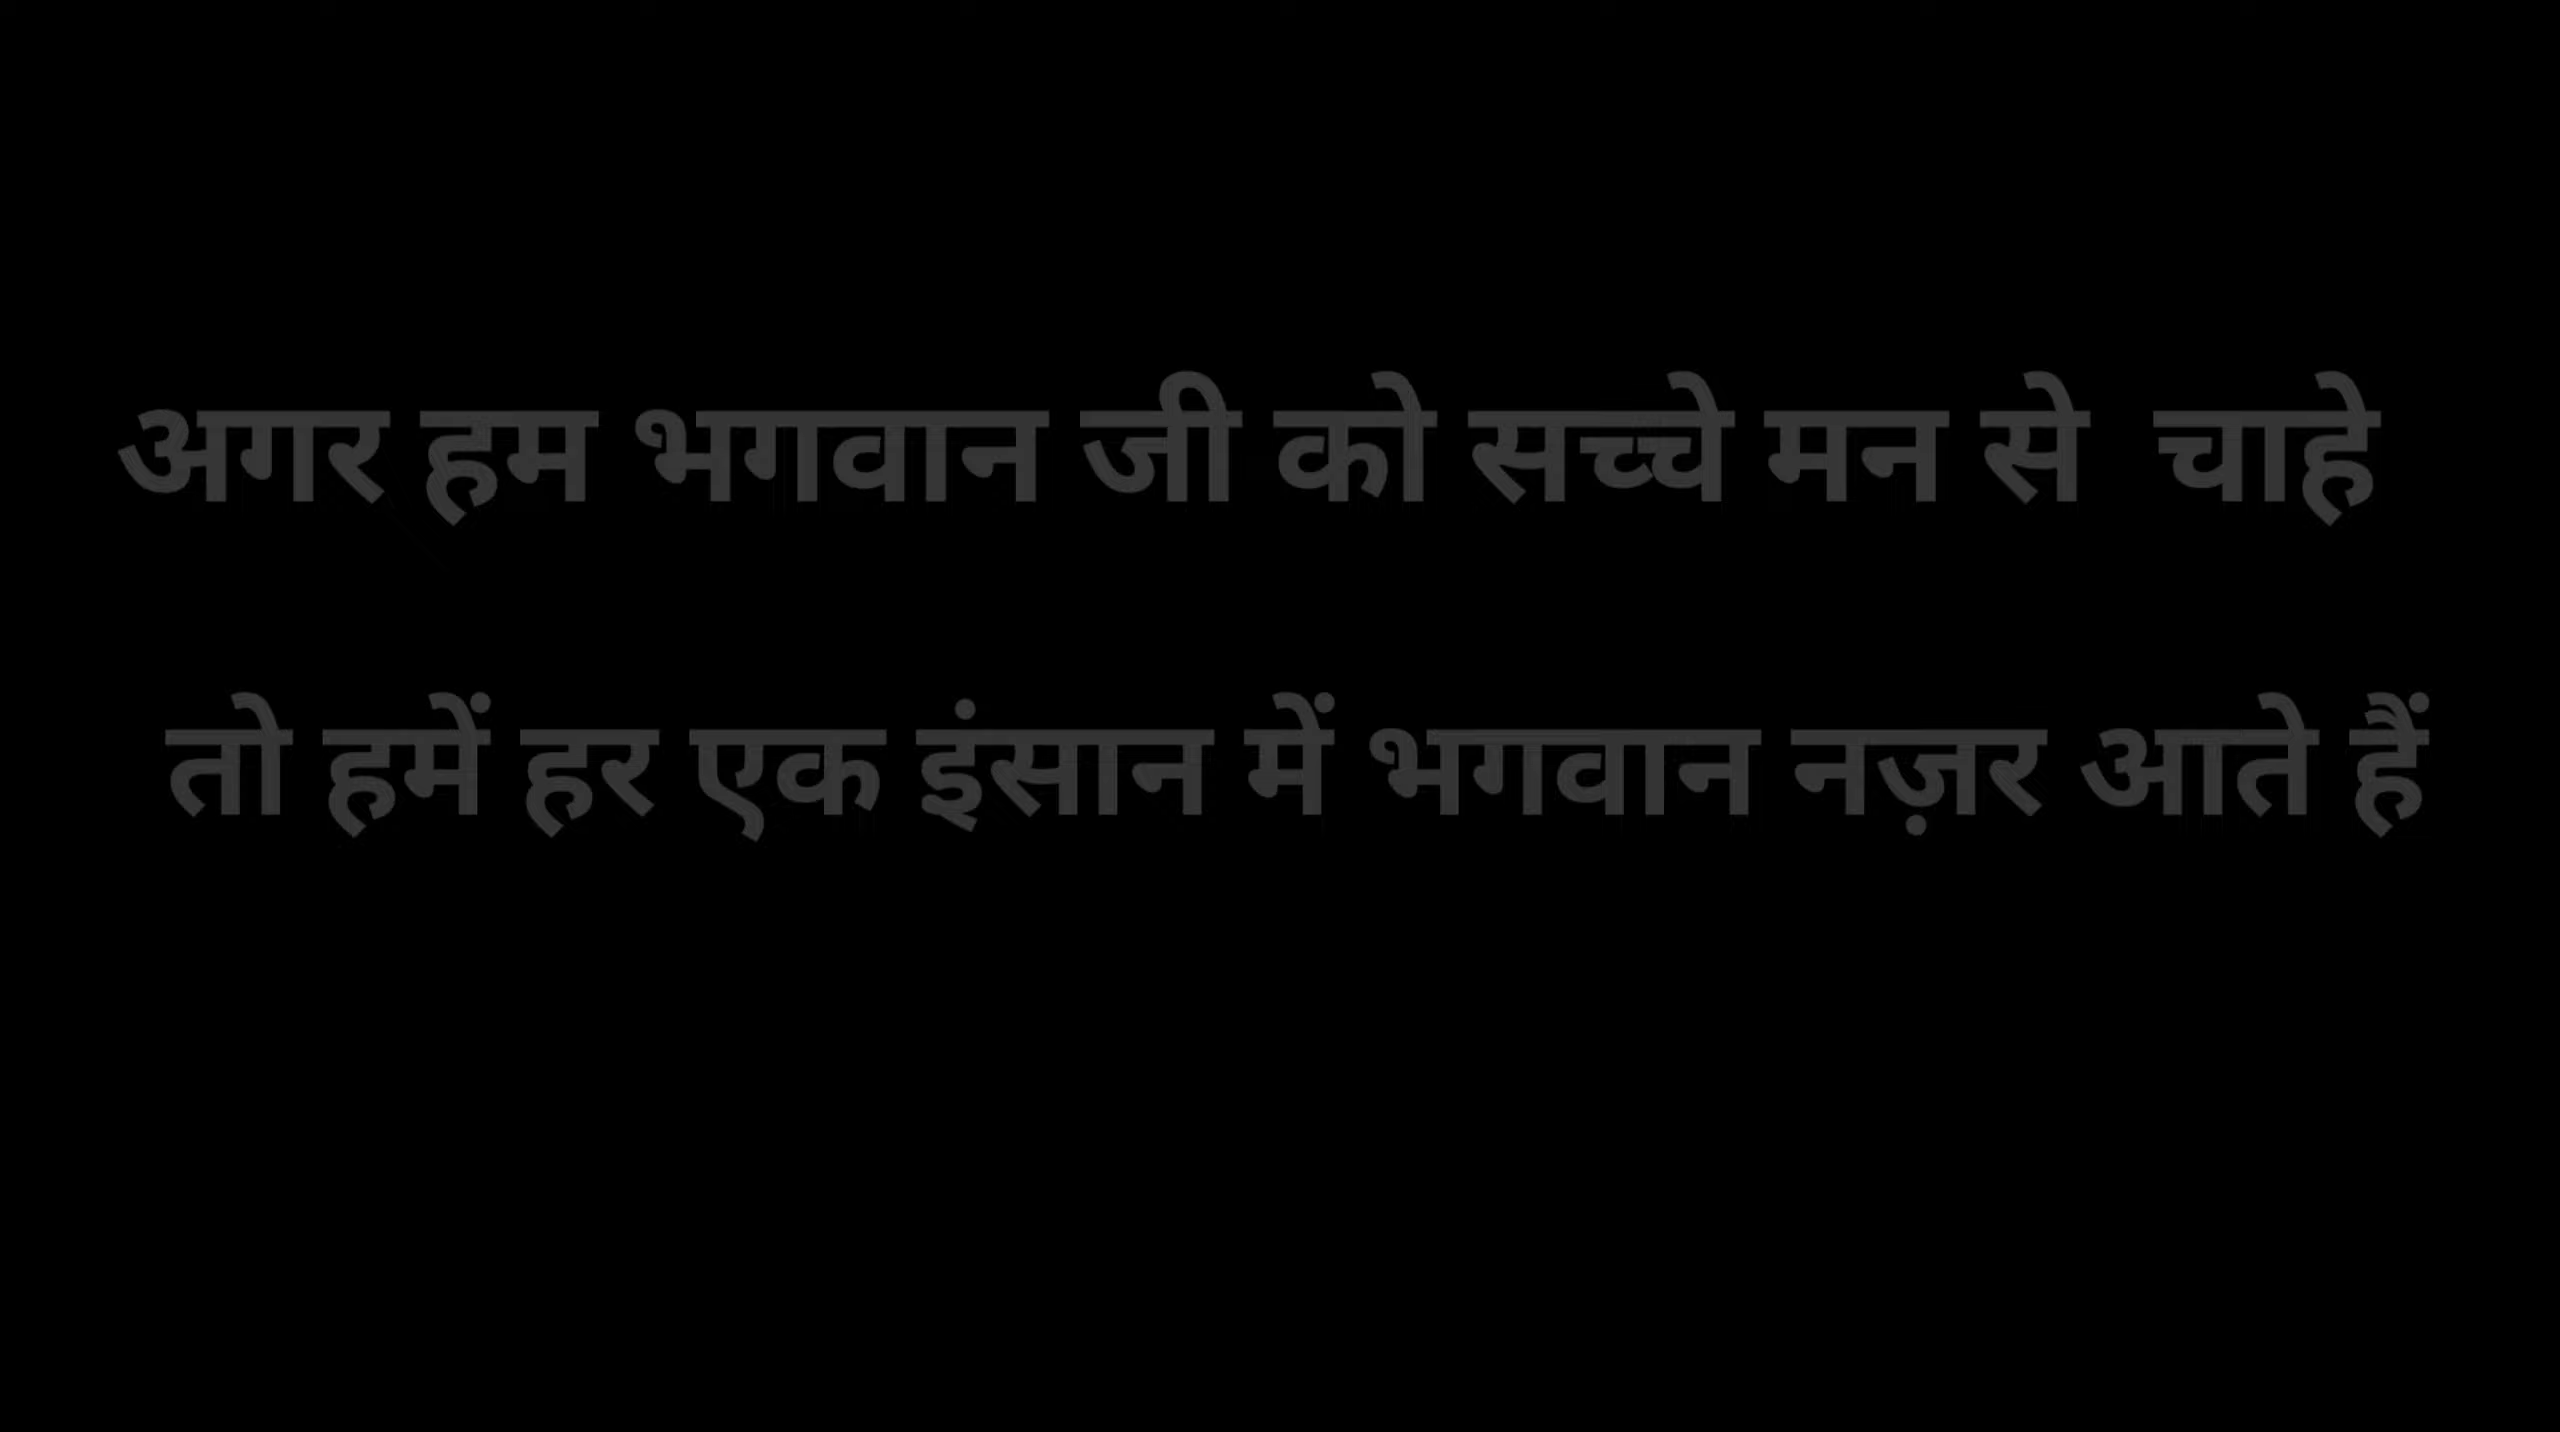 अगर हम भगवान जी को सच्चे मन से चाहे
तो हमें हर एक इंसान में भगवान नज़र आते हैं